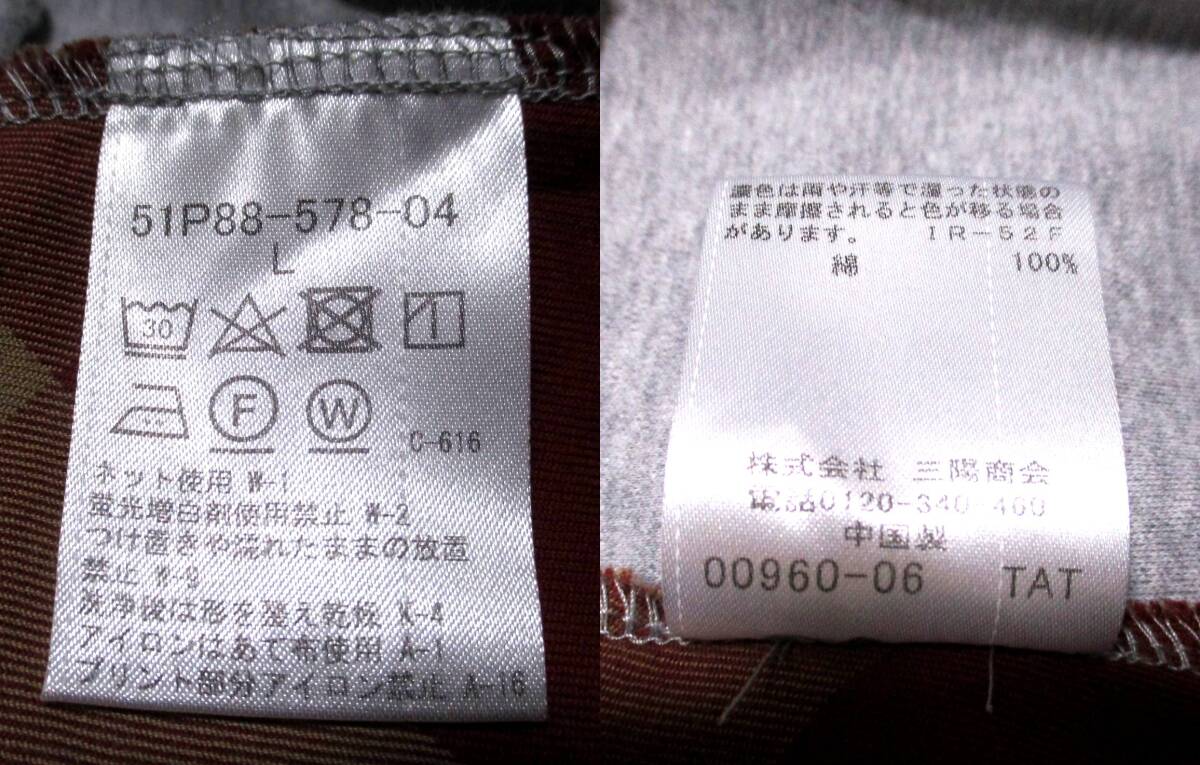 51P88-578-04
L
30
F W C-616
ネット使用 W-1
蛍光増白剤使用禁止 W-2
つけ置きや濡れたままの放置
禁止 W-9
洗浄後は形を整え乾燥 K-4
アイロンはあて布使用 A-1
プリント部分アイロン禁止 A-16
濃色は雨や汗等で湿った状態の
まま摩擦されると色が移る場合
があります。 IR-52F
綿 100%
株式会社 三陽商会
電話0120-340-460
中国製
00960-06 TAT